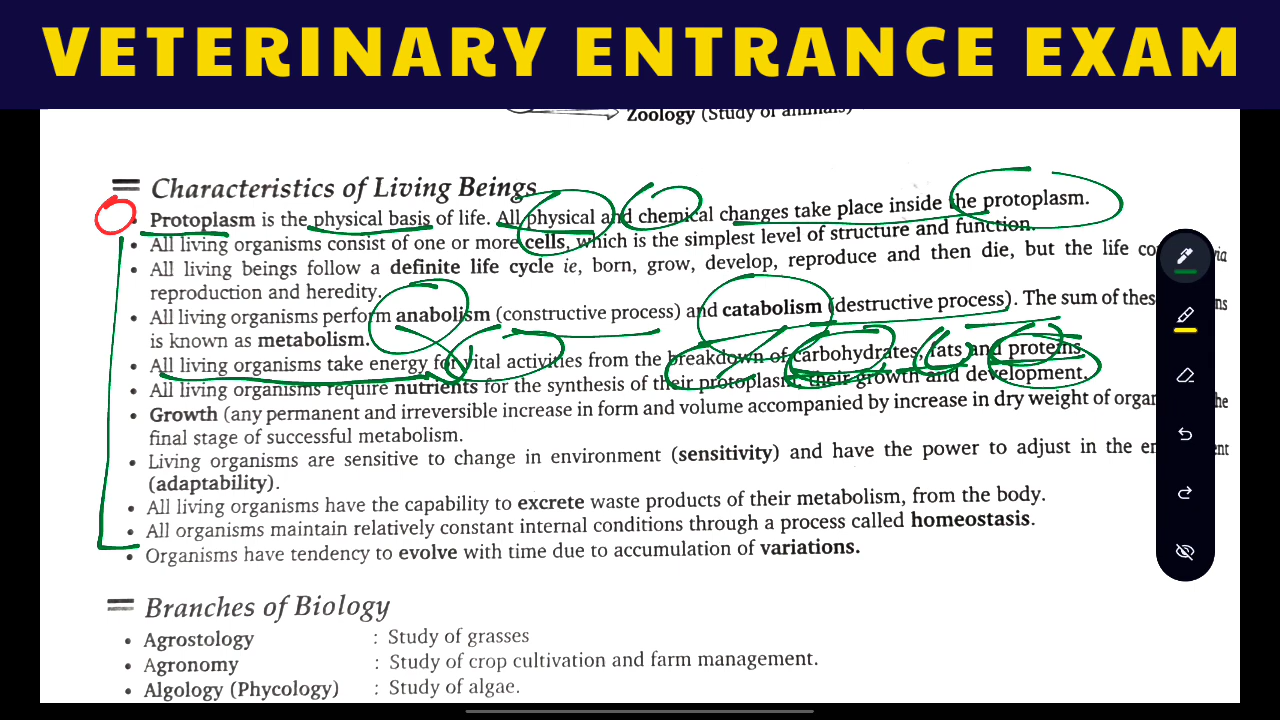 VETERINARY ENTRANCE EXAM
Zoology (Study of animals)
Characteristics of Living Beings
• Protoplasm is the physical basis of life. All physical and chemical changes take place inside the protoplasm.
• All living organisms consist of one or more cells, which is the simplest level of structure and function.
• All living beings follow a definite life cycle ie, born, grow, develop, reproduce and then die, but the life via
reproduction and heredity.
• All living organisms perform anabolism (constructive process) and catabolism (destructive process). The sum of
is known as metabolism.
• All living organisms take energy for vital activities from the breakdown of carbohydrates, fats and proteins.
• All living organisms require nutrients for the synthesis of their protoplasm, their growth and development.
• Growth (any permanent and irreversible increase in form and volume accompanied by increase in dry weight of
final stage of successful metabolism.
• Living organisms are sensitive to change in environment (sensitivity) and have the power to adjust in the
(adaptability).
• All living organisms have the capability to excrete waste products of their metabolism, from the body.
• All organisms maintain relatively constant internal conditions through a process called homeostasis.
• Organisms have tendency to evolve with time due to accumulation of variations.
Branches of Biology
• Agrostology : Study of grasses
• Agronomy : Study of crop cultivation and farm management.
• Algology (Phycology) : Study of algae.